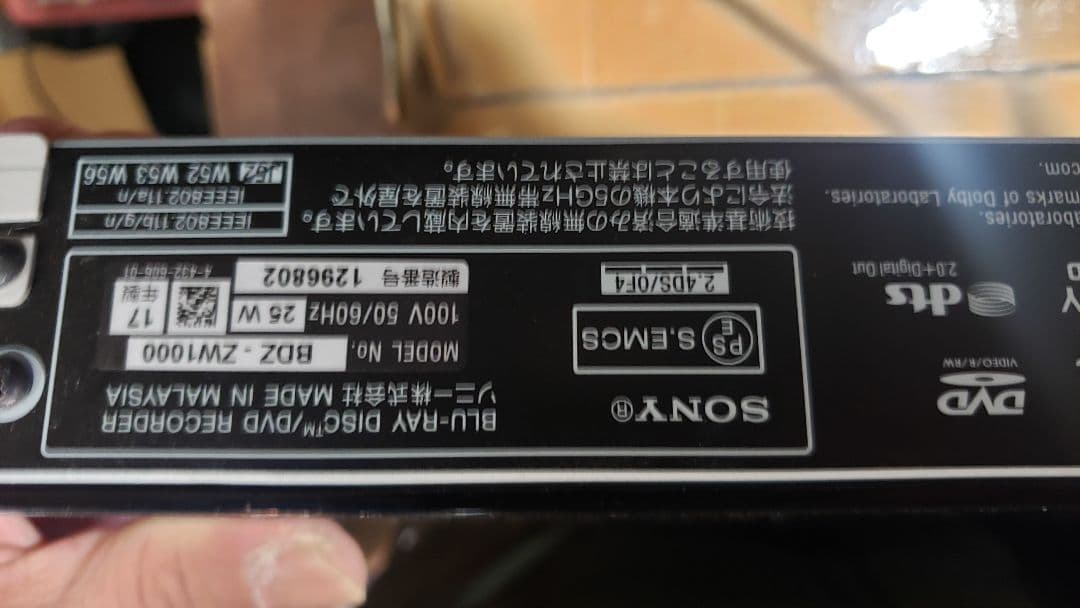 DVD
VIDEO/R/RW
dts
2.0+Digital Out
aboratories.
marks of Dolby Laboratories.
com.
SONY®
BLU-RAY DISC™/DVD RECORDER
ソニー株式会社 MADE IN MALAYSIA
PS E S.EMCS
MODEL No. BDZ - ZW1000
100V 50/60Hz 25 W
17
年製
2.4DS/OF4
製造番号 1296802
4-432-606-01
技術基準適合済みの無線装置を内蔵しています。
法令により本機の5GHz帯無線装置を屋外で
使用することは禁止されています。
IEEE802.11b/g/n
IEEE802.11a/n
J52 W52 W53 W56